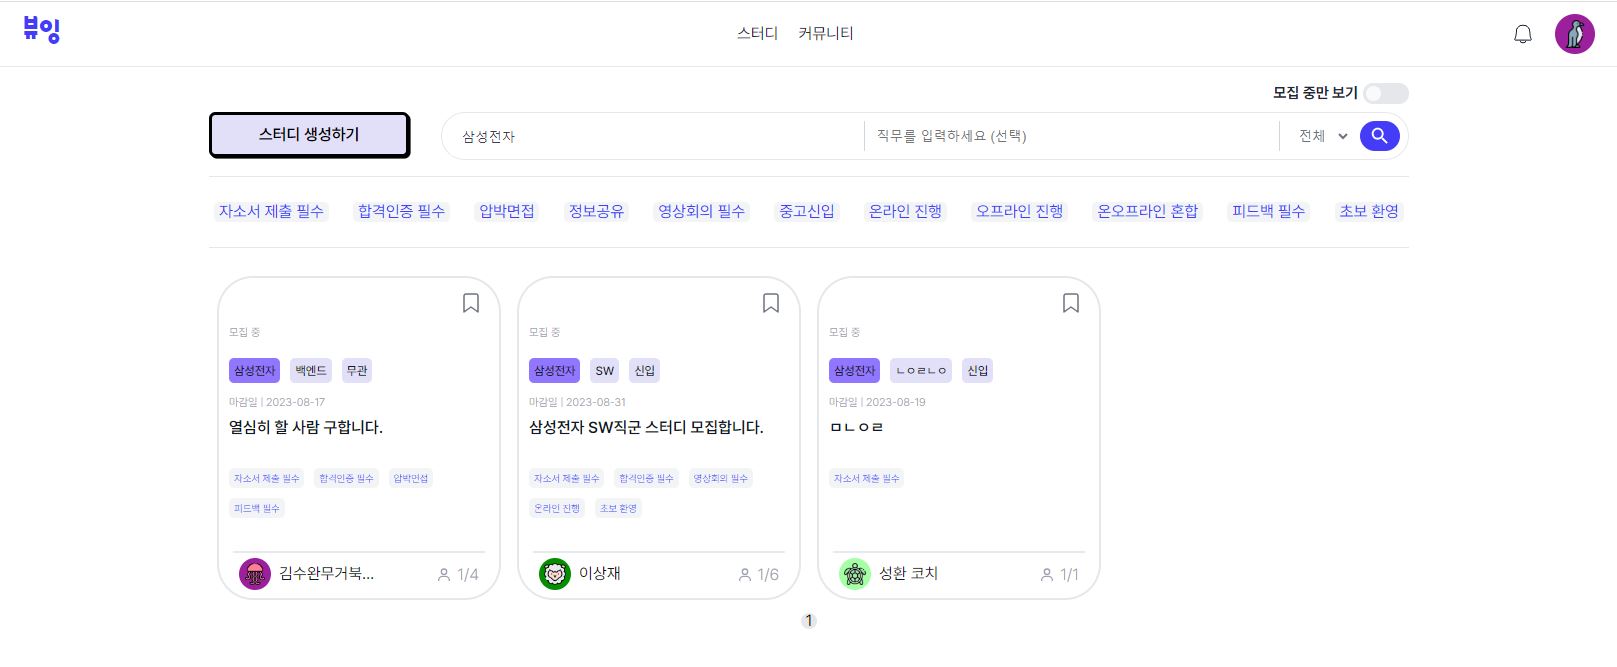 뷰잉
스터디 커뮤니티
모집 중만 보기
스터디 생성하기
삼성전자
직무를 입력하세요 (선택)
전체
자소서 제출 필수 합격인증 필수 압박면접 정보공유 영상회의 필수 중고신입 온라인 진행 오프라인 진행 온오프라인 혼합 피드백 필수 초보 환영
모집 중
삼성전자 백엔드 무관
마감일 | 2023-08-17
열심히 할 사람 구합니다.
자소서 제출 필수 합격인증 필수 압박면접
피드백 필수
김수완무거북... 1/4
모집 중
삼성전자 SW 신입
마감일 | 2023-08-31
삼성전자 SW직군 스터디 모집합니다.
자소서 제출 필수 합격인증 필수 영상회의 필수
온라인 진행 초보 환영
이상재 1/6
모집 중
삼성전자 ㄴㅇㄹㄴㅇ 신입
마감일 | 2023-08-19
ㅁㄴㅇㄹ
자소서 제출 필수
성환 코치 1/1
1